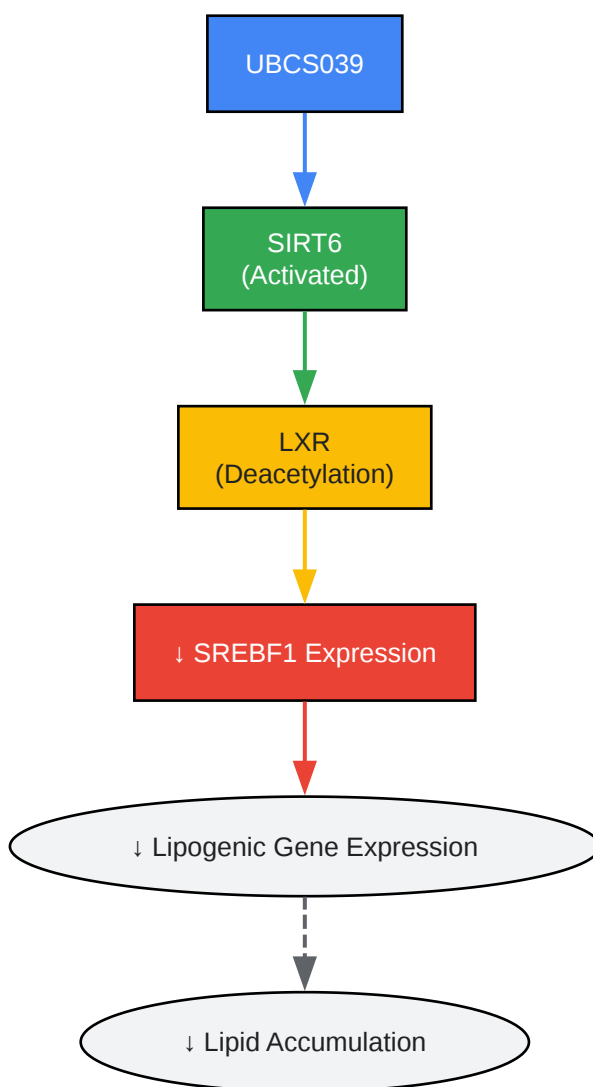 UBCS039
SIRT6
(Activated)
LXR
(Deacetylation)
↓ SREBF1 Expression
↓ Lipogenic Gene Expression
↓ Lipid Accumulation